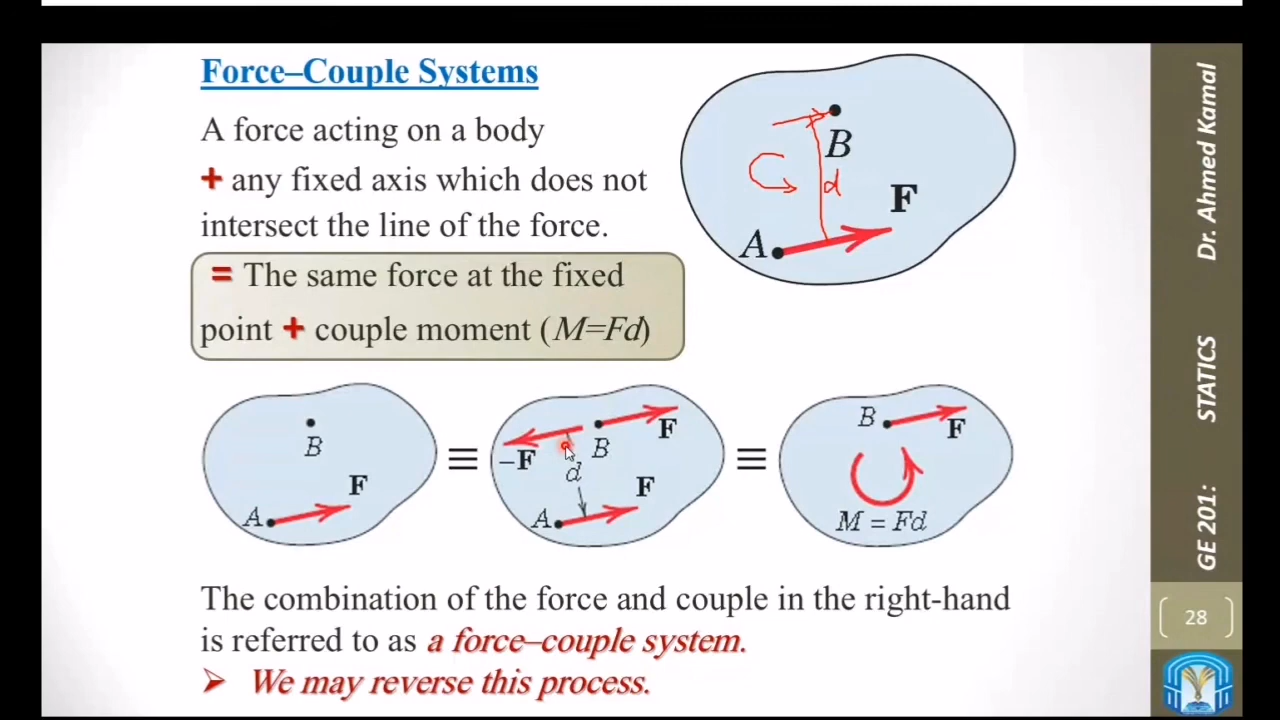 Force–Couple Systems
A force acting on a body
+ any fixed axis which does not
intersect the line of the force.
= The same force at the fixed
point + couple moment (M=Fd)
B
d
F
A
B
F
A
≡
B
F
−F
d
F
A
≡
B
F
M = Fd
The combination of the force and couple in the right-hand
is referred to as a force–couple system.
➢ We may reverse this process.
Dr. Ahmed Kamal
STATICS
GE 201:
28